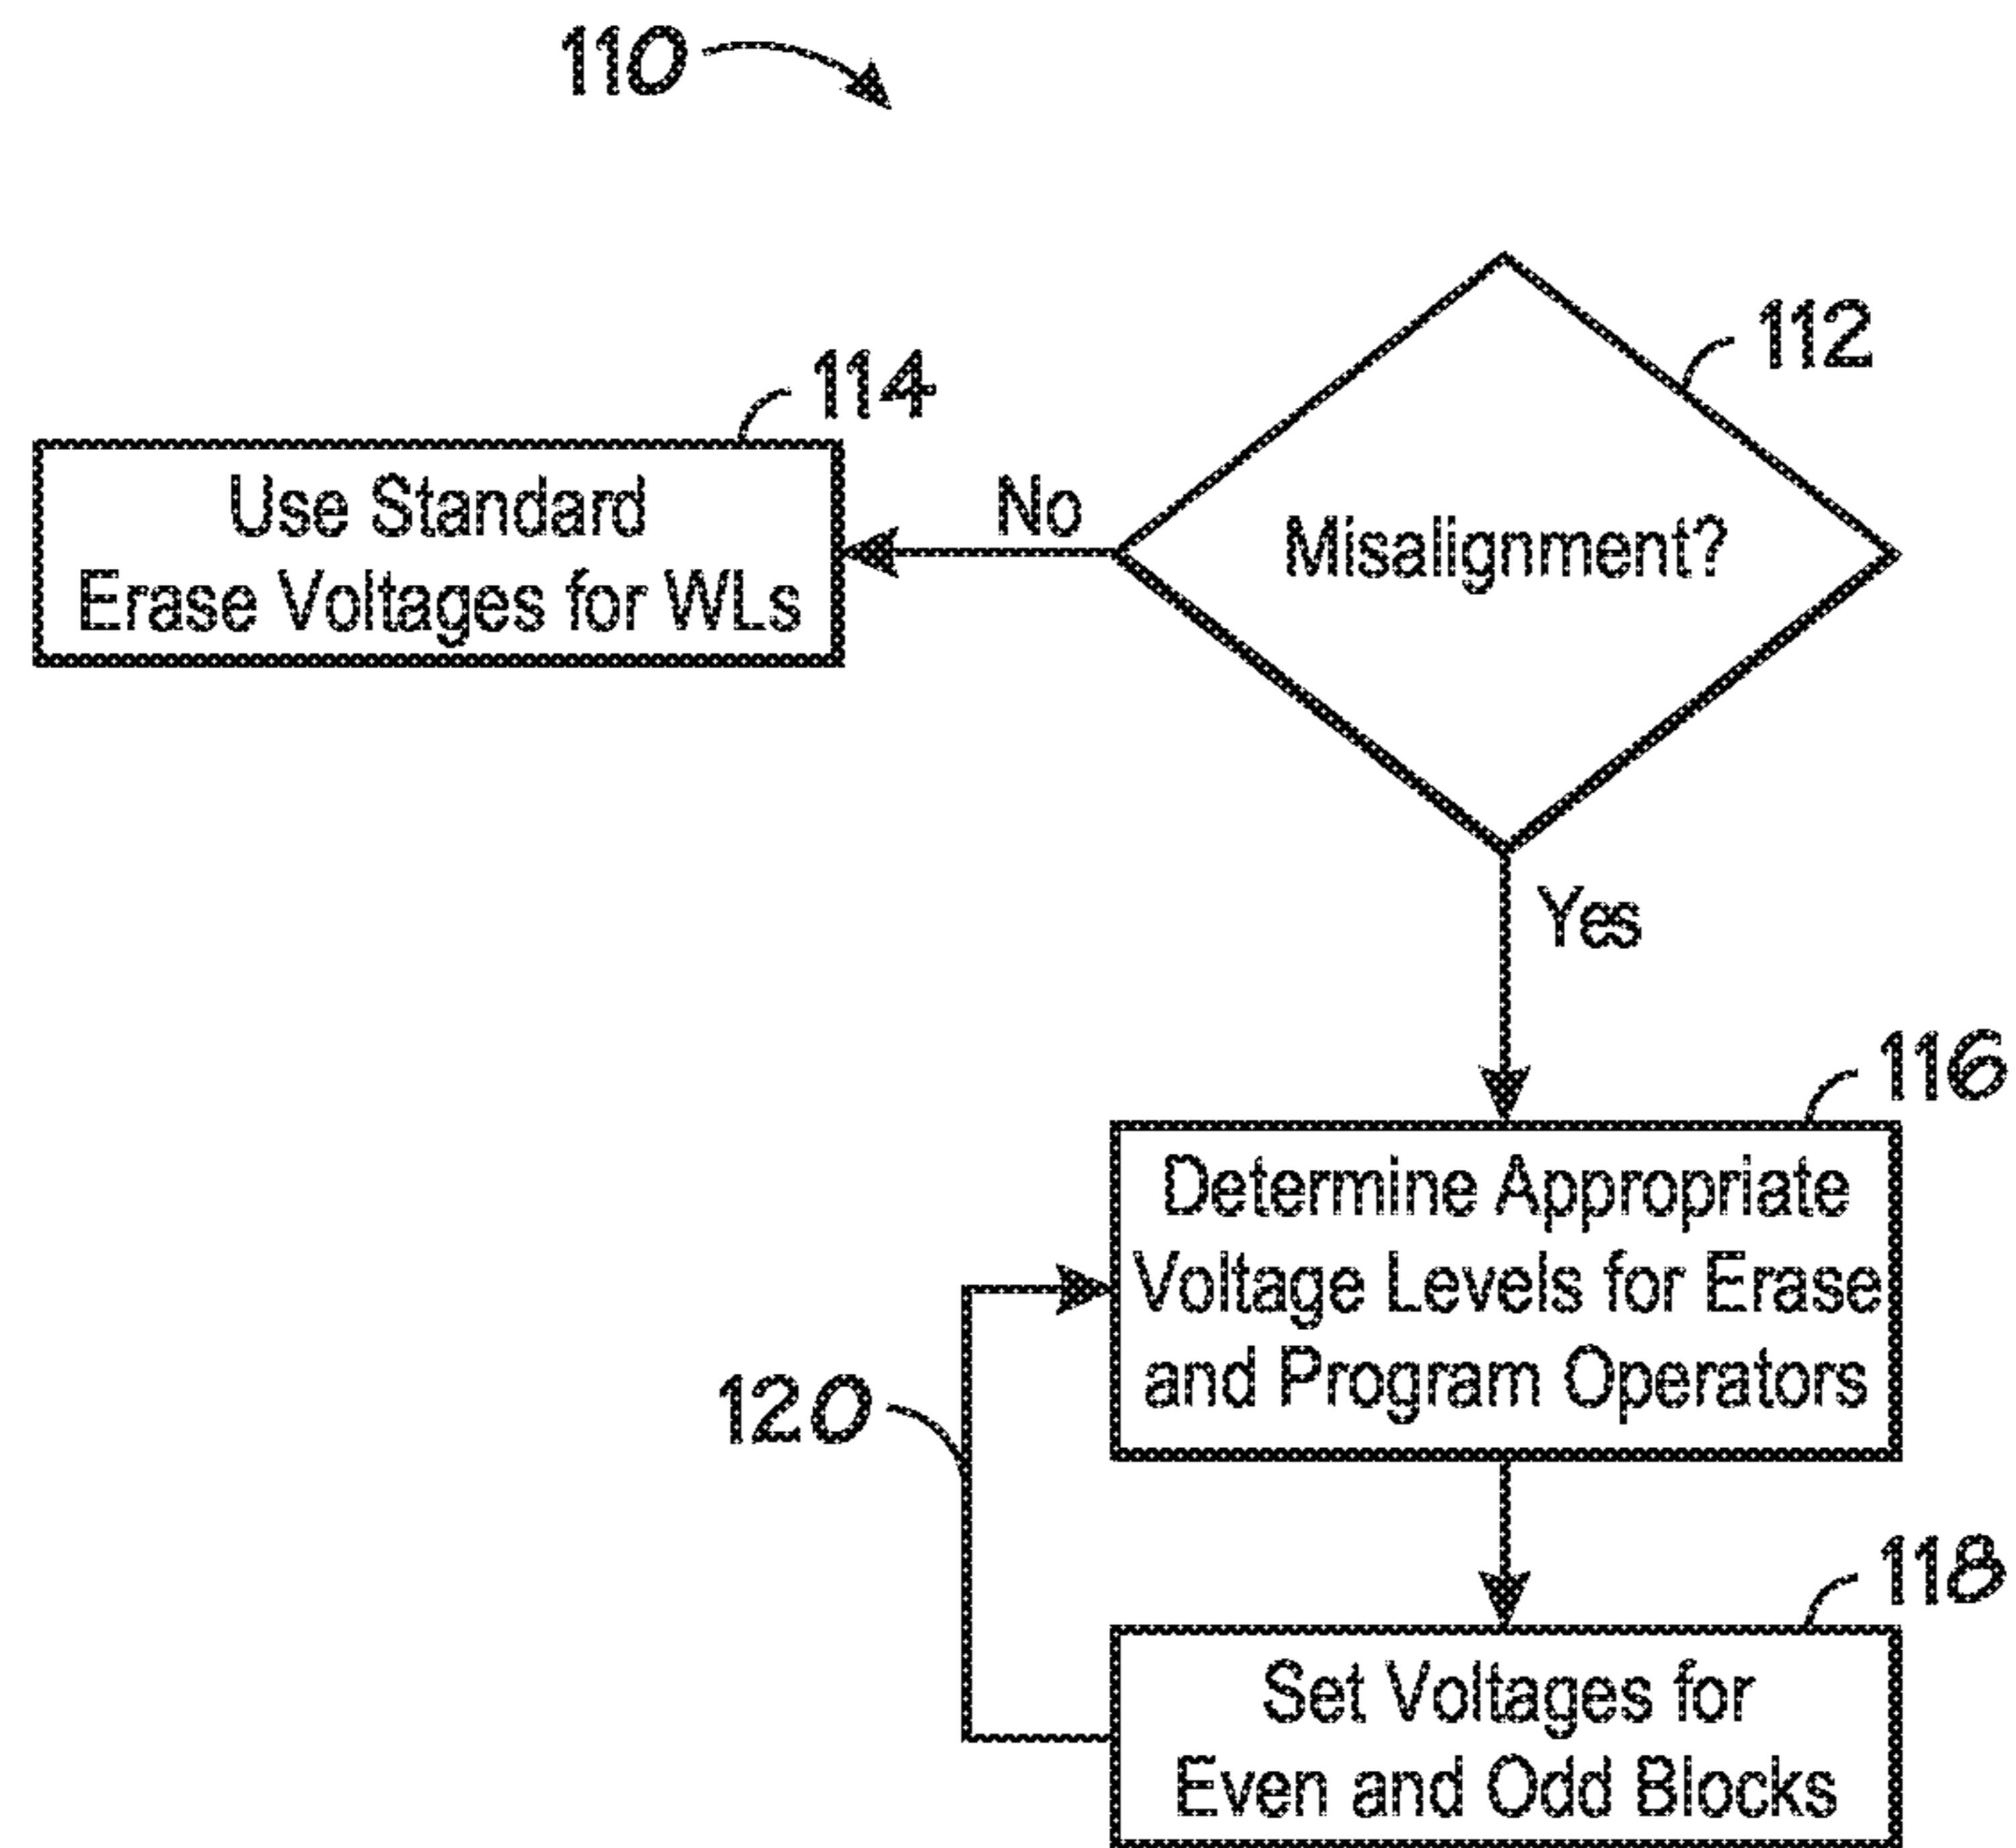 110
112
Misalignment?
114
Use Standard
Erase Voltages for WLs
No
Yes
116
Determine Appropriate
Voltage Levels for Erase
and Program Operators
120
118
Set Voltages for
Even and Odd Blocks